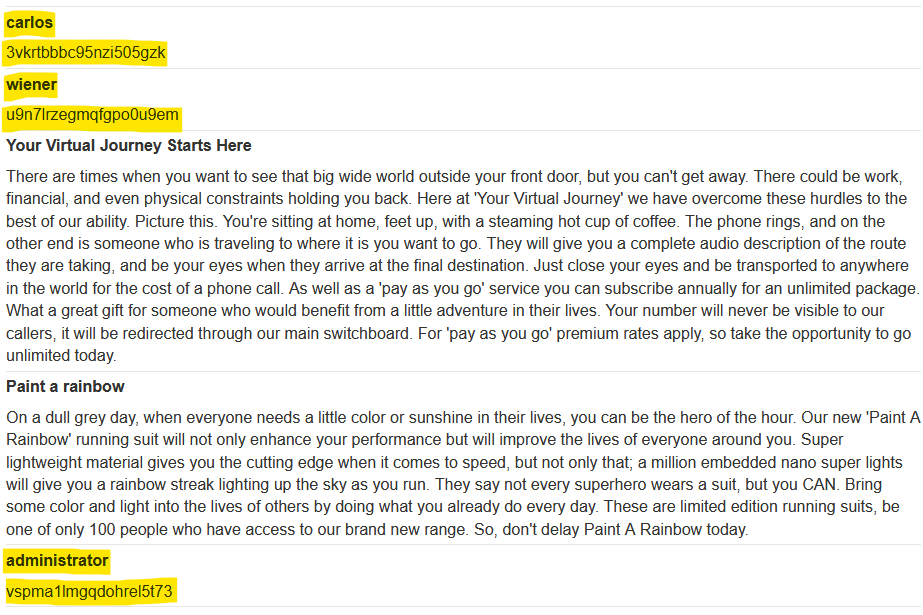 carlos
3vkrtbbbc95nzi505gzk
wiener
u9n7lrzegmqfgpo0u9em
Your Virtual Journey Starts Here
There are times when you want to see that big wide world outside your front door, but you can't get away. There could be work,
financial, and even physical constraints holding you back. Here at 'Your Virtual Journey' we have overcome these hurdles to the
best of our ability. Picture this. You're sitting at home, feet up, with a steaming hot cup of coffee. The phone rings, and on the
other end is someone who is traveling to where it is you want to go. They will give you a complete audio description of the route
they are taking, and be your eyes when they arrive at the final destination. Just close your eyes and be transported to anywhere
in the world for the cost of a phone call. As well as a 'pay as you go' service you can subscribe annually for an unlimited package.
What a great gift for someone who would benefit from a little adventure in their lives. Your number will never be visible to our
callers, it will be redirected through our main switchboard. For 'pay as you go' premium rates apply, so take the opportunity to go
unlimited today.
Paint a rainbow
On a dull grey day, when everyone needs a little color or sunshine in their lives, you can be the hero of the hour. Our new 'Paint A
Rainbow' running suit will not only enhance your performance but will improve the lives of everyone around you. Super
lightweight material gives you the cutting edge when it comes to speed, but not only that; a million embedded nano super lights
will give you a rainbow streak lighting up the sky as you run. They say not every superhero wears a suit, but you CAN. Bring
some color and light into the lives of others by doing what you already do every day. These are limited edition running suits, be
one of only 100 people who have access to our brand new range. So, don't delay Paint A Rainbow today.
administrator
vspma1lmgqdohrel5t73